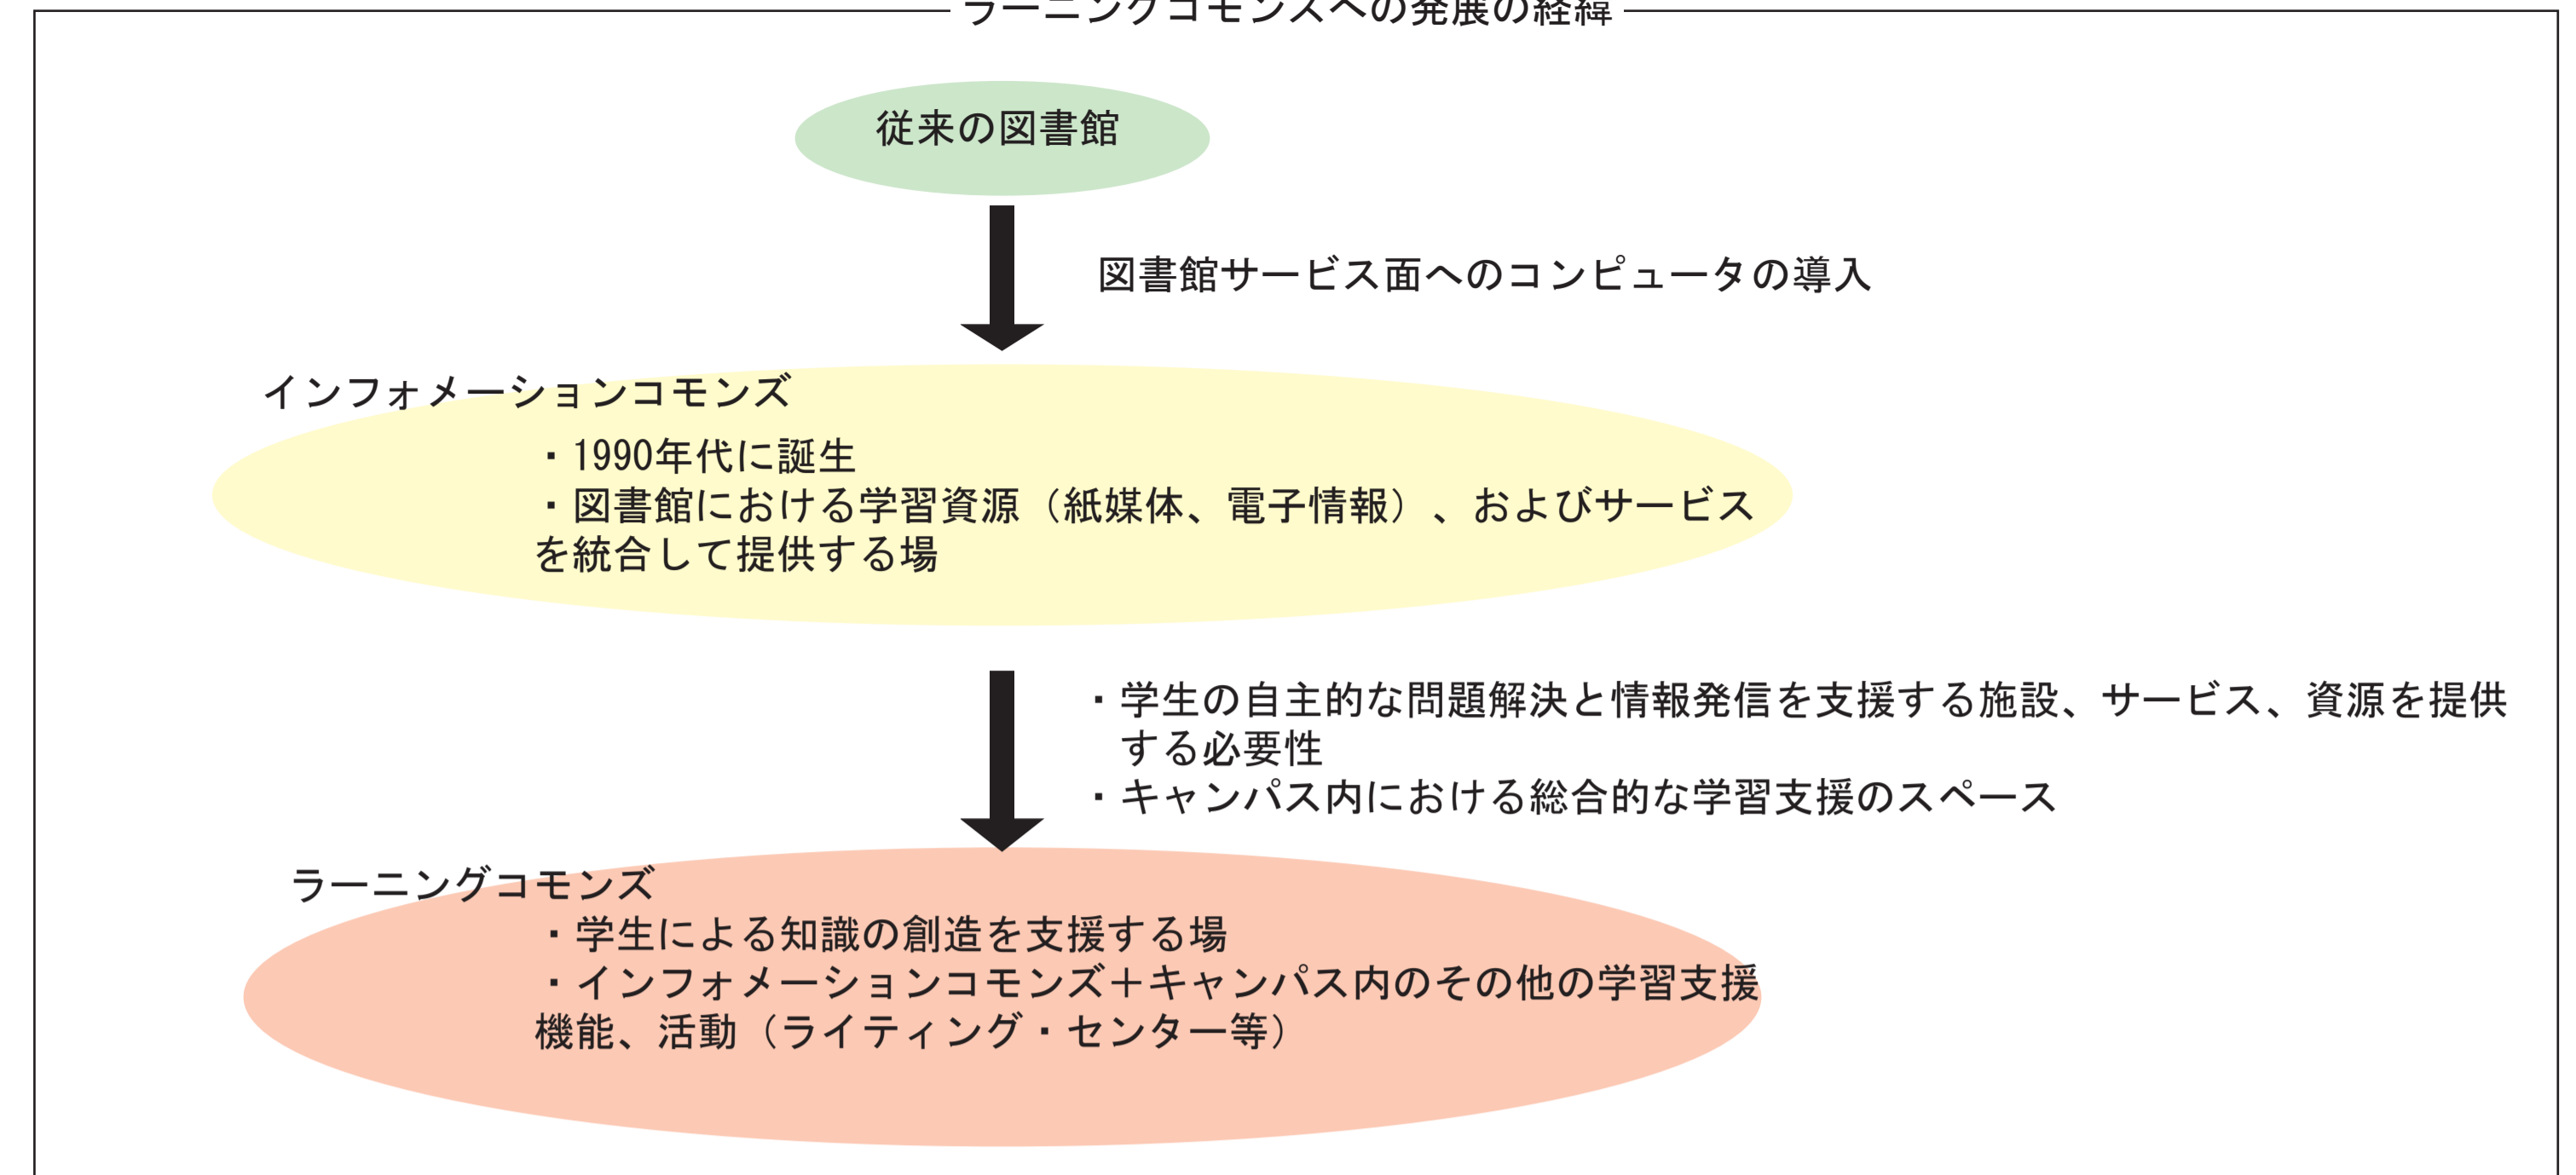 ラーニングコモンズへの発展の経緯
従来の図書館
図書館サービス面へのコンピュータの導入
インフォメーションコモンズ
・1990年代に誕生
・図書館における学習資源（紙媒体、電子情報）、およびサービス
を統合して提供する場
・学生の自主的な問題解決と情報発信を支援する施設、サービス、資源を提供
する必要性
・キャンパス内における総合的な学習支援のスペース
ラーニングコモンズ
・学生による知識の創造を支援する場
・インフォメーションコモンズ＋キャンパス内のその他の学習支援
機能、活動（ライティング・センター等）